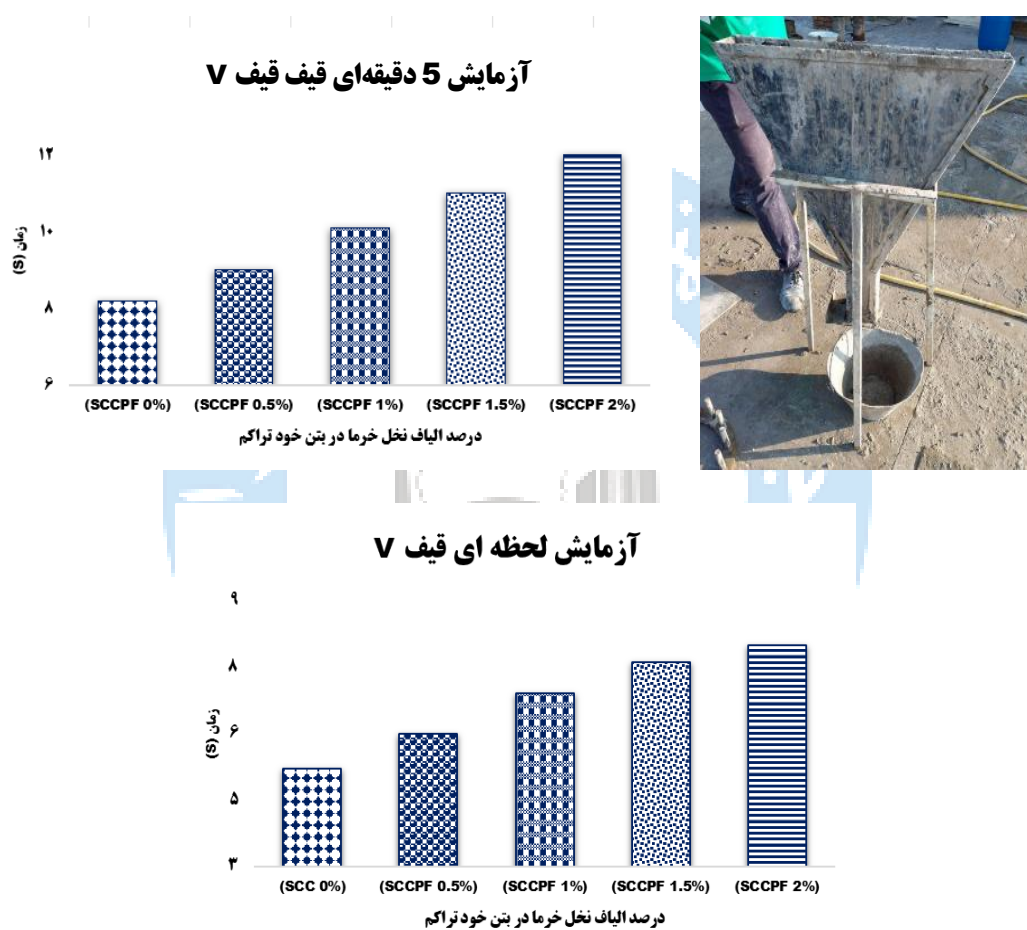 آزمایش 5 دقیقه‌ای قیف قیف V
۱۲
۱۰
۸
۶
زمان (S)
(SCCPF 0%) (SCCPF 0.5%) (SCCPF 1%) (SCCPF 1.5%) (SCCPF 2%)
درصد الیاف نخل خرما در بتن خود تراکم
آزمایش لحظه ای قیف V
۹
۸
۶
۵
۳
زمان (S)
(SCC 0%) (SCCPF 0.5%) (SCCPF 1%) (SCCPF 1.5%) (SCCPF 2%)
درصد الیاف نخل خرما در بتن خود تراکم